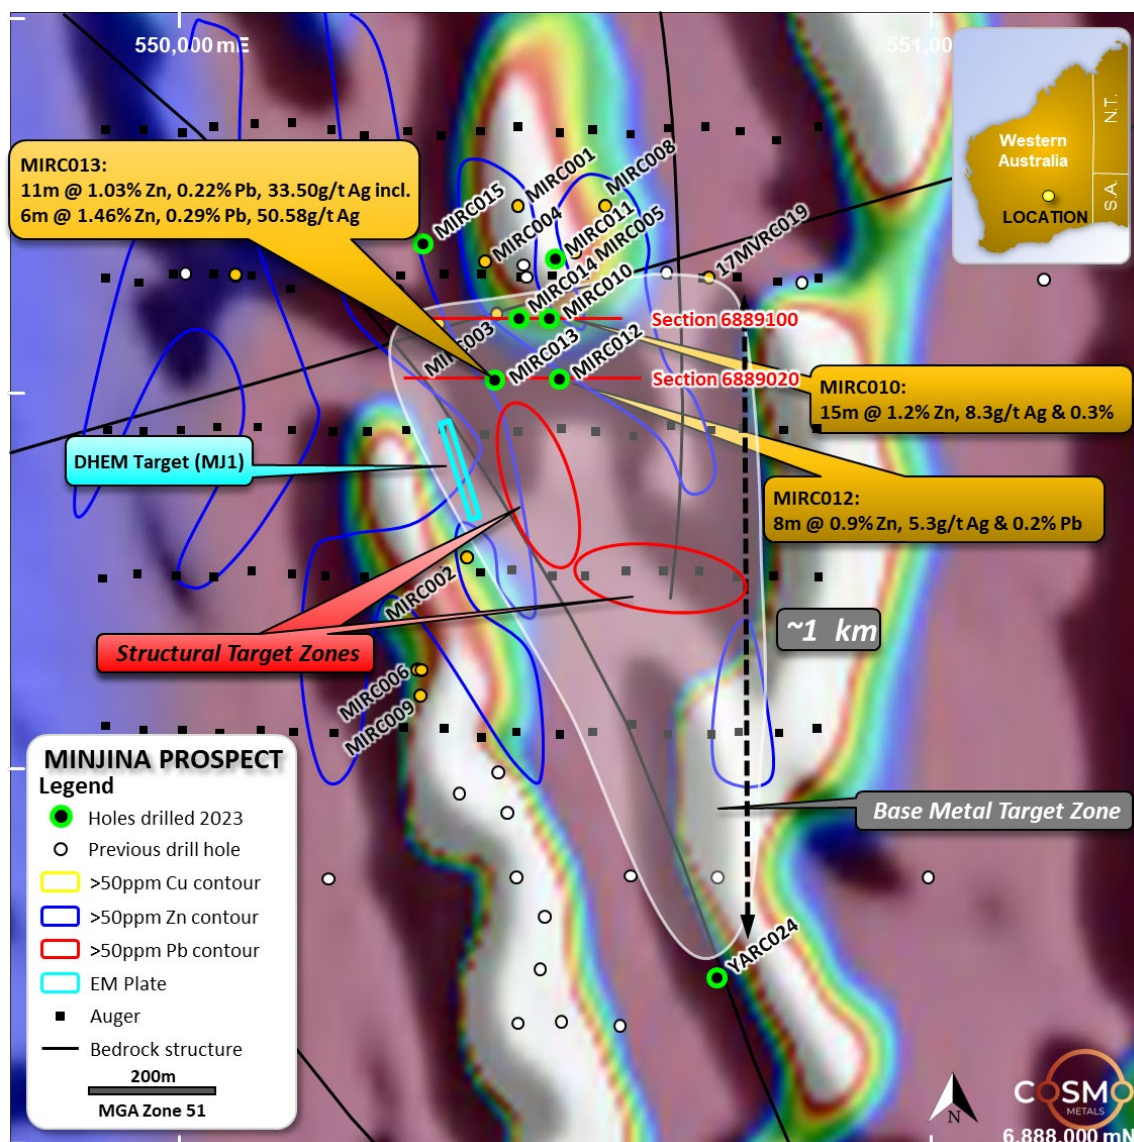 550,000 mE
551,00
N.T.
Western
Australia
S.A.
LOCATION
MIRC013:
11m @ 1.03% Zn, 0.22% Pb, 33.50g/t Ag incl.
6m @ 1.46% Zn, 0.29% Pb, 50.58g/t Ag
MIRC001
MIRC008
MIRC015
MIRC004
MIRC011
MIRC005
17MVRC019
MIRC014
MIRC010
MIRC003
Section 6889100
MIRC013
MIRC012
Section 6889020
MIRC010:
15m @ 1.2% Zn, 8.3g/t Ag & 0.3%
DHEM Target (MJ1)
MIRC012:
8m @ 0.9% Zn, 5.3g/t Ag & 0.2% Pb
MIRC002
Structural Target Zones
~1 km
MIRC006
MIRC009
MINJINA PROSPECT
Legend
Holes drilled 2023
Previous drill hole
>50ppm Cu contour
>50ppm Zn contour
>50ppm Pb contour
EM Plate
Auger
Bedrock structure
200m
MGA Zone 51
Base Metal Target Zone
YARC024
N
COSMO
METALS
6,888,000 mN